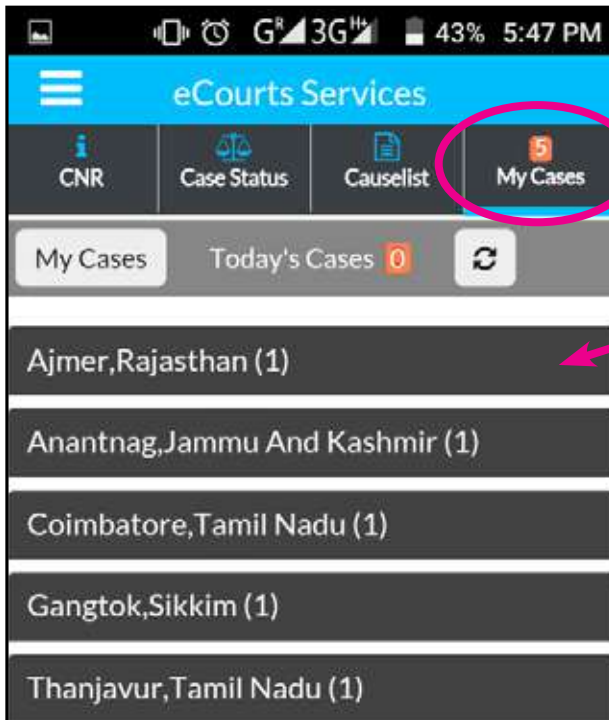 G R 3G H+ 43% 5:47 PM
eCourts Services
i 5
CNR Case Status Causelist My Cases
My Cases Today's Cases 0
Ajmer,Rajasthan (1)
Anantnag,Jammu And Kashmir (1)
Coimbatore,Tamil Nadu (1)
Gangtok,Sikkim (1)
Thanjavur,Tamil Nadu (1)